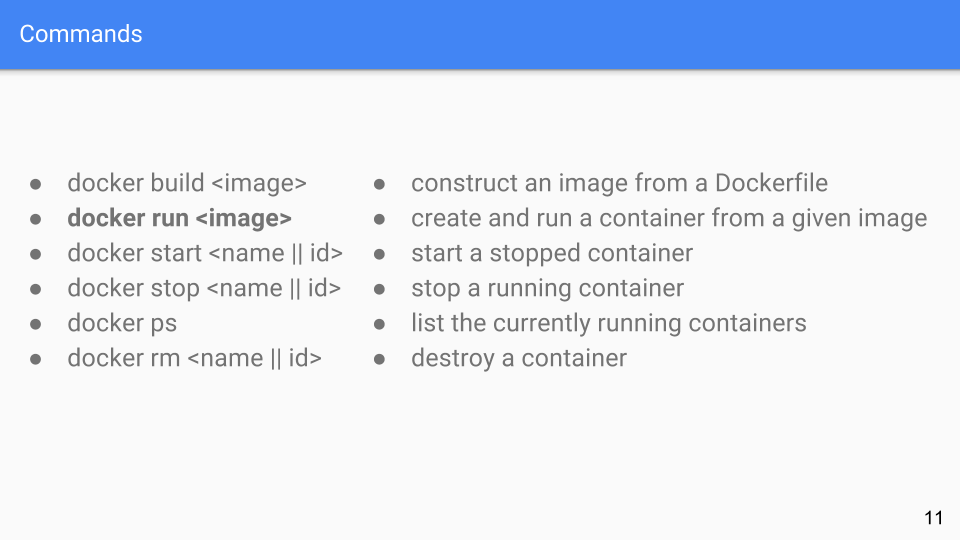 Commands
● docker build <image>
● docker run <image>
● docker start <name || id>
● docker stop <name || id>
● docker ps
● docker rm <name || id>
● construct an image from a Dockerfile
● create and run a container from a given image
● start a stopped container
● stop a running container
● list the currently running containers
● destroy a container
11